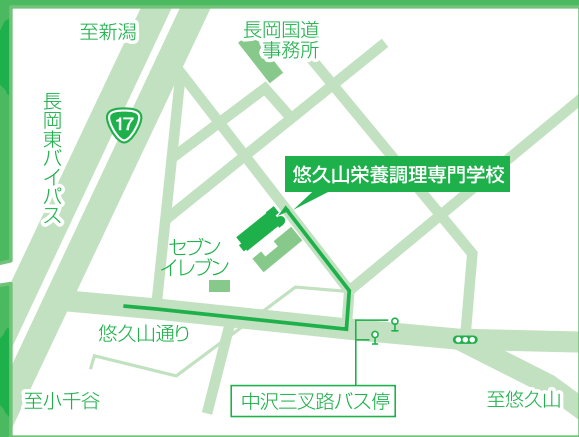 至新潟
長岡国道
事務所
長岡東バイパス
17
悠久山栄養調理専門学校
セブン
イレブン
悠久山通り
至小千谷
中沢三叉路バス停
至悠久山